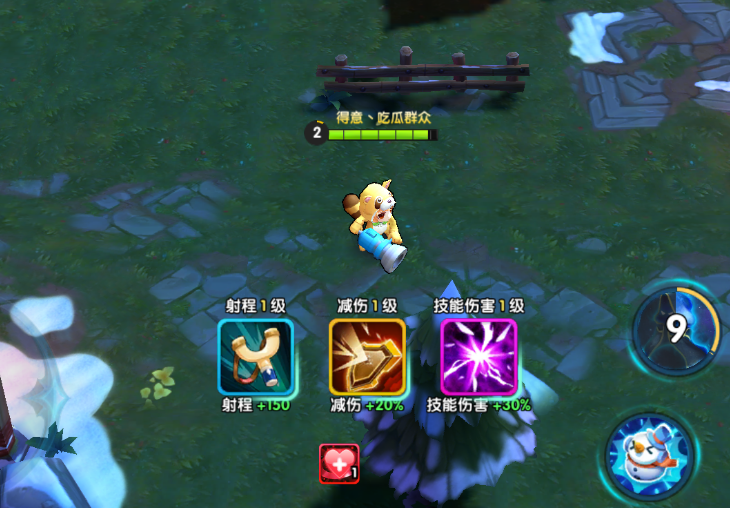 得意丶吃瓜群众
2
射程1级
减伤1级
技能伤害1级
9
射程+150
减伤+20%
技能伤害+30%
1